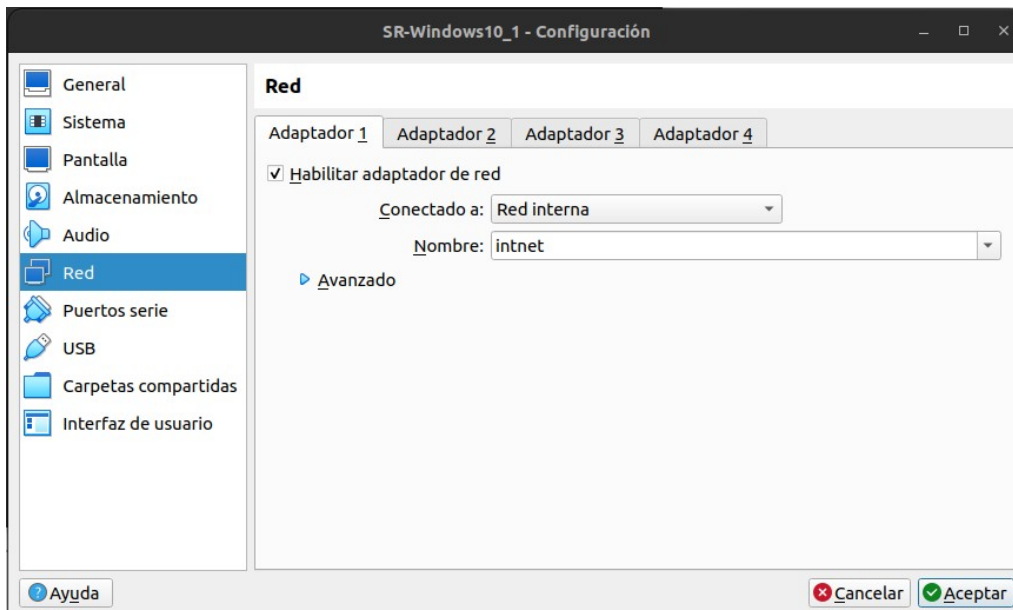 SR-Windows10_1 - Configuración
General
Sistema
Pantalla
Almacenamiento
Audio
Red
Puertos serie
USB
Carpetas compartidas
Interfaz de usuario
Red
Adaptador 1 Adaptador 2 Adaptador 3 Adaptador 4
Habilitar adaptador de red
Conectado a: Red interna
Nombre: intnet
Avanzado
Ayuda Cancelar Aceptar